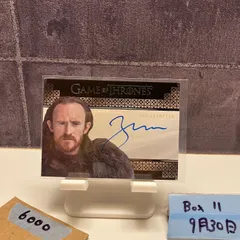 GAME OF THRONES
6000
Box 11
9月30日